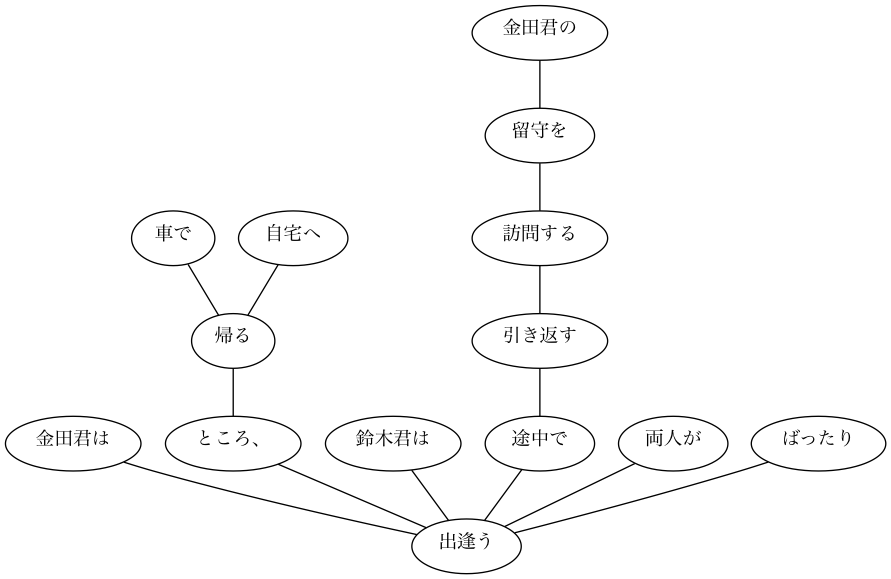 金田君の
留守を
車で
自宅へ
訪問する
帰る
引き返す
金田君は
ところ、
鈴木君は
途中で
両人が
ばったり
出逢う